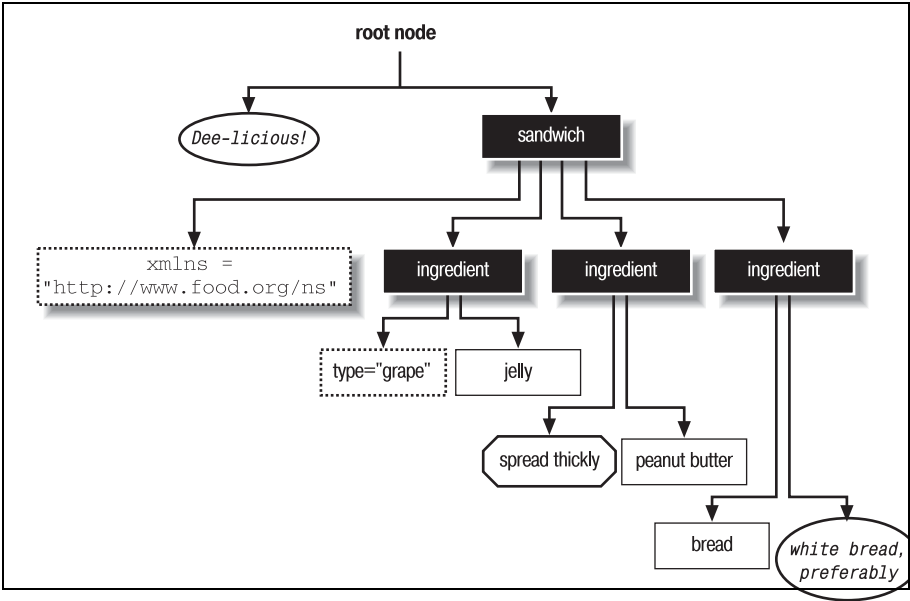 root node
Dee-licious!
sandwich
xmlns =
"http://www.food.org/ns"
ingredient
ingredient
ingredient
type="grape"
jelly
spread thickly
peanut butter
bread
white bread,
preferably